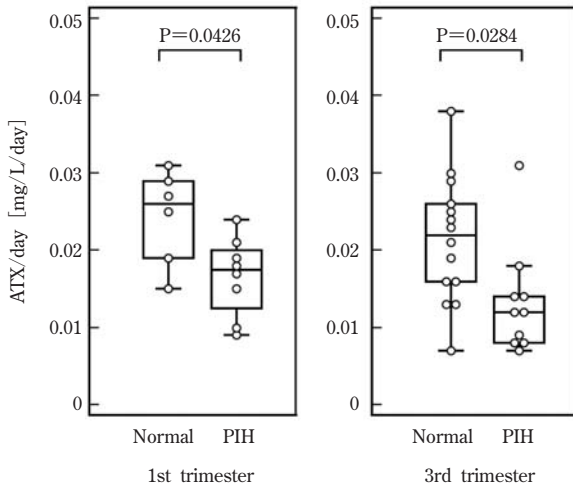 0.05
0.04
0.03
0.02
0.01
0
ATX/day [mg/L/day]
P=0.0426
Normal
PIH
1st trimester
0.05
0.04
0.03
0.02
0.01
0
P=0.0284
Normal
PIH
3rd trimester